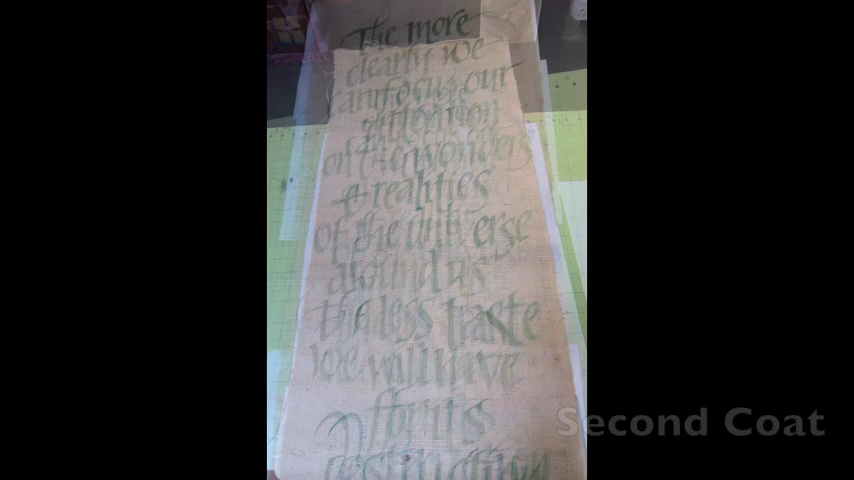 The more
clearly we
can focus our
attention
on the wonders
& realities
of the universe
around us
the less taste
we will have
for its
destruction
Second Coat